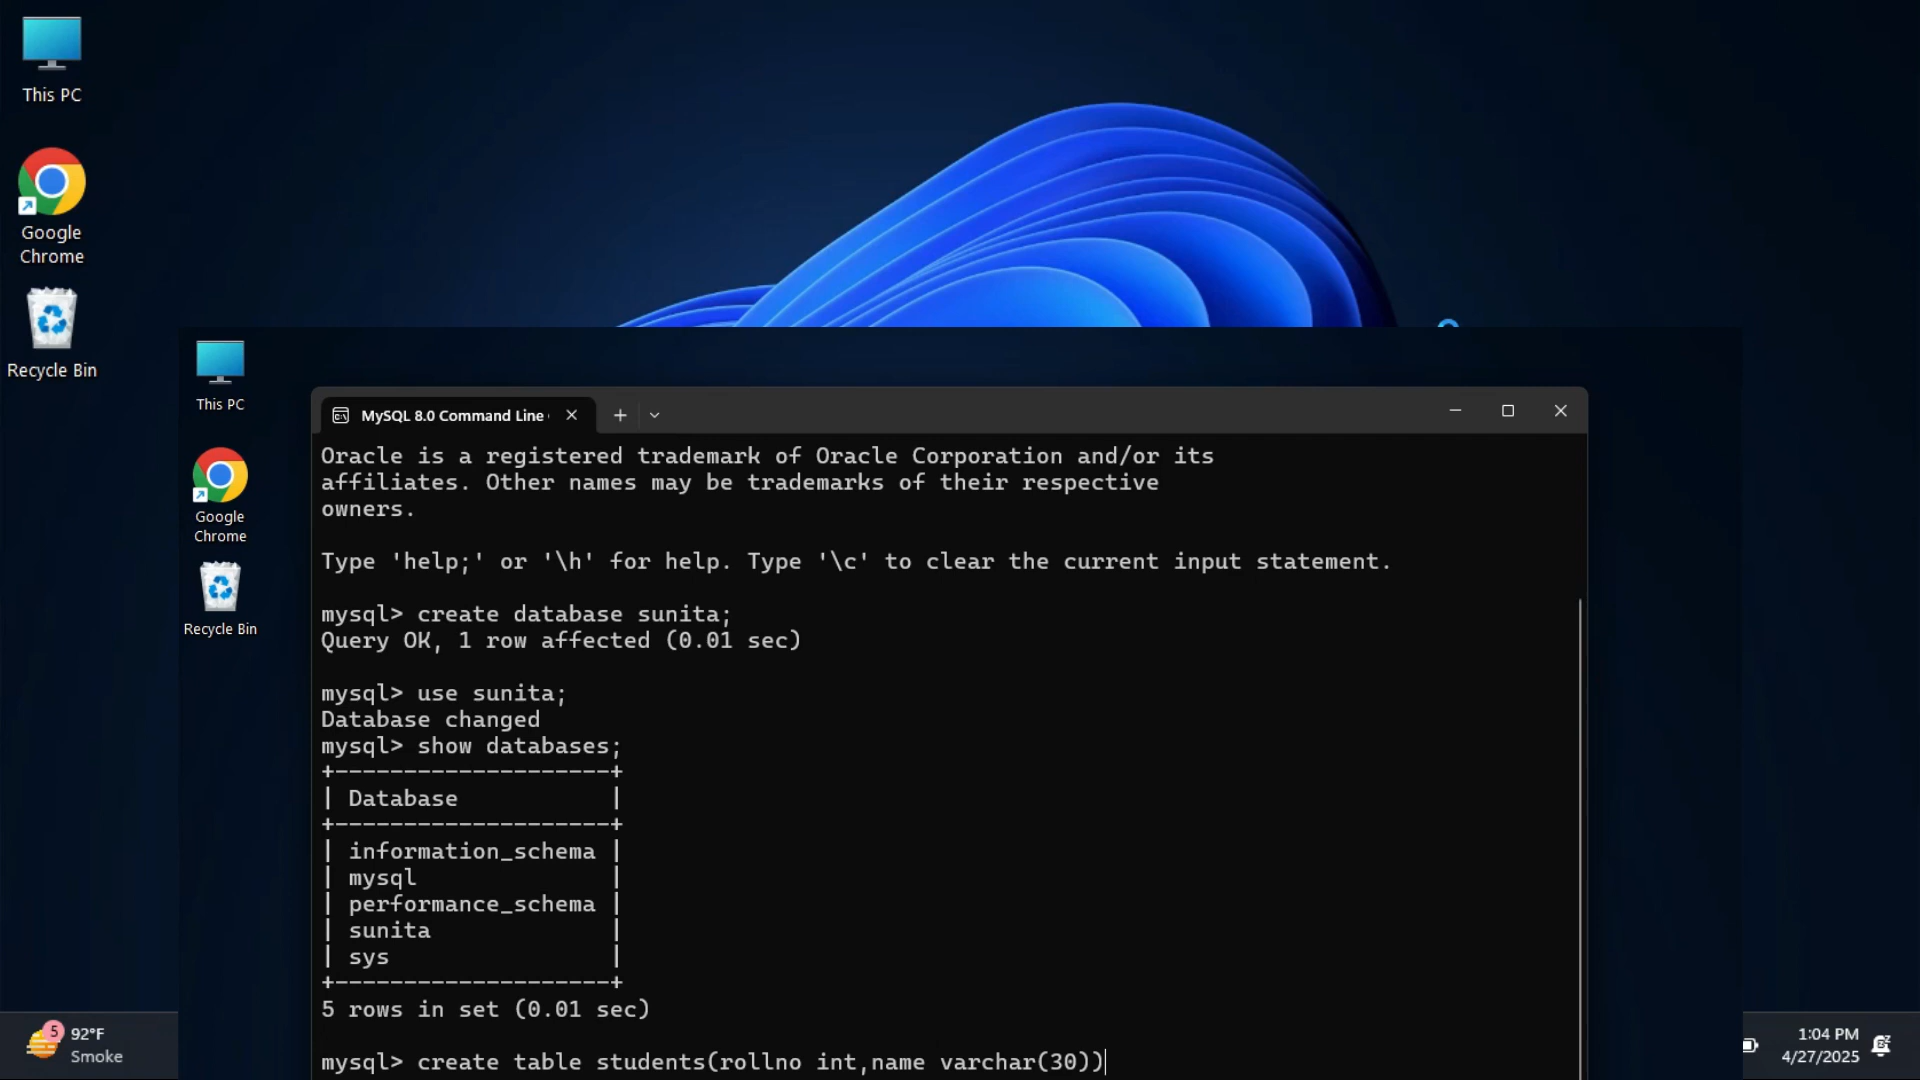 This PC
Google
Chrome
Recycle Bin
This PC
Google
Chrome
Recycle Bin
MySQL 8.0 Command Line
Oracle is a registered trademark of Oracle Corporation and/or its
affiliates. Other names may be trademarks of their respective
owners.
Type 'help;' or '\h' for help. Type '\c' to clear the current input statement.
mysql> create database sunita;
Query OK, 1 row affected (0.01 sec)
mysql> use sunita;
Database changed
mysql> show databases;
+--------------------+
| Database           |
+--------------------+
| information_schema |
| mysql              |
| performance_schema |
| sunita             |
| sys                |
+--------------------+
5 rows in set (0.01 sec)
mysql> create table students(rollno int,name varchar(30))
5
92°F
Smoke
1:04 PM
4/27/2025